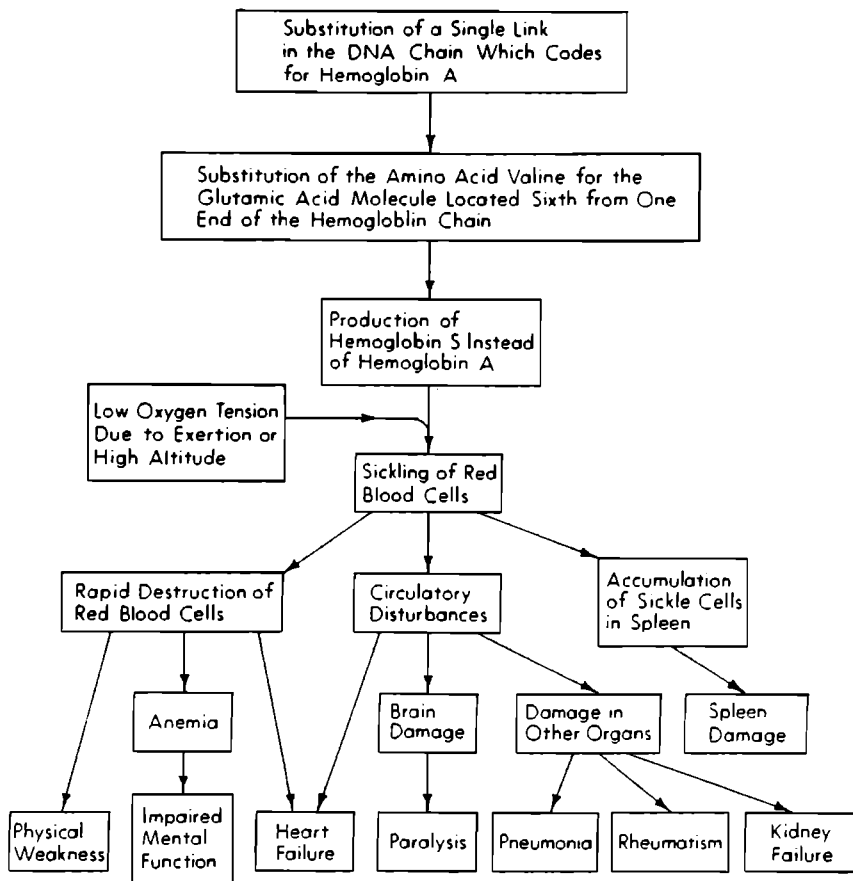 Substitution of a Single Link
in the DNA Chain Which Codes
for Hemoglobin A
Substitution of the Amino Acid Valine for the
Glutamic Acid Molecule Located Sixth from One
End of the Hemogloblin Chain
Production of
Hemoglobin S Instead
of Hemoglobin A
Low Oxygen Tension
Due to Exertion or
High Altitude
Sickling of Red
Blood Cells
Rapid Destruction of
Red Blood Cells
Circulatory
Disturbances
Accumulation
of Sickle Cells
in Spleen
Anemia
Brain
Damage
Damage in
Other Organs
Spleen
Damage
Physical
Weakness
Impaired
Mental
Function
Heart
Failure
Paralysis
Pneumonia
Rheumatism
Kidney
Failure